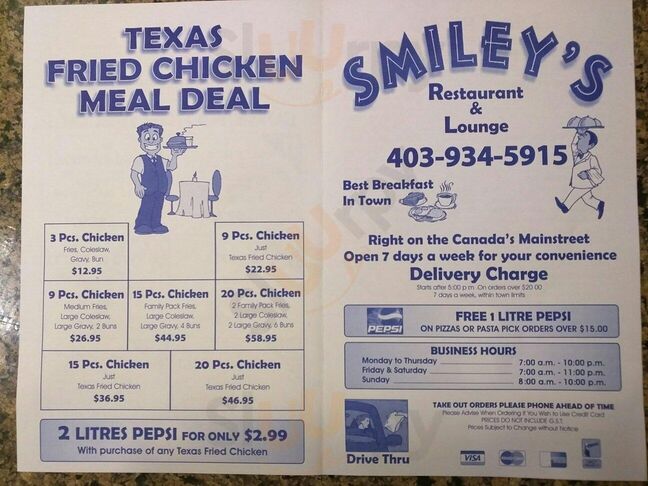 TEXAS
FRIED CHICKEN
MEAL DEAL
3 Pcs. Chicken
Fries, Coleslaw,
Gravy, Bun
$12.95
9 Pcs. Chicken
Just
Texas Fried Chicken
$22.95
9 Pcs. Chicken
Medium Fries,
Large Coleslaw,
Large Gravy, 2 Buns
$26.95
15 Pcs. Chicken
Family Pack Fries,
Large Coleslaw,
Large Gravy, 4 Buns
$44.95
20 Pcs. Chicken
2 Family Pack Fries,
2 Large Coleslaw,
2 Large Gravy, 6 Buns
$58.95
15 Pcs. Chicken
Just
Texas Fried Chicken
$36.95
20 Pcs. Chicken
Just
Texas Fried Chicken
$46.95
2 LITRES PEPSI FOR ONLY $2.99
With purchase of any Texas Fried Chicken
SMILEY'S
Restaurant
&
Lounge
403-934-5915
Best Breakfast
In Town
Right on the Canada's Mainstreet
Open 7 days a week for your convenience
Delivery Charge
Starts after 5:00 p.m. On orders over $20.00
7 days a week, within town limits
PEPSI
FREE 1 LITRE PEPSI
ON PIZZAS OR PASTA PICK ORDERS OVER $15.00
BUSINESS HOURS
Monday to Thursday 7:00 a.m. - 10:00 p.m.
Friday & Saturday 7:00 a.m. - 11:00 p.m.
Sunday 8:00 a.m. - 10:00 p.m.
TAKE OUT ORDERS PLEASE PHONE AHEAD OF TIME
Please Advise When Ordering If You Wish to Use Credit Card
PRICES DO NOT INCLUDE G.S.T.
Prices Subject to Change without Notice
Drive Thru
VISA